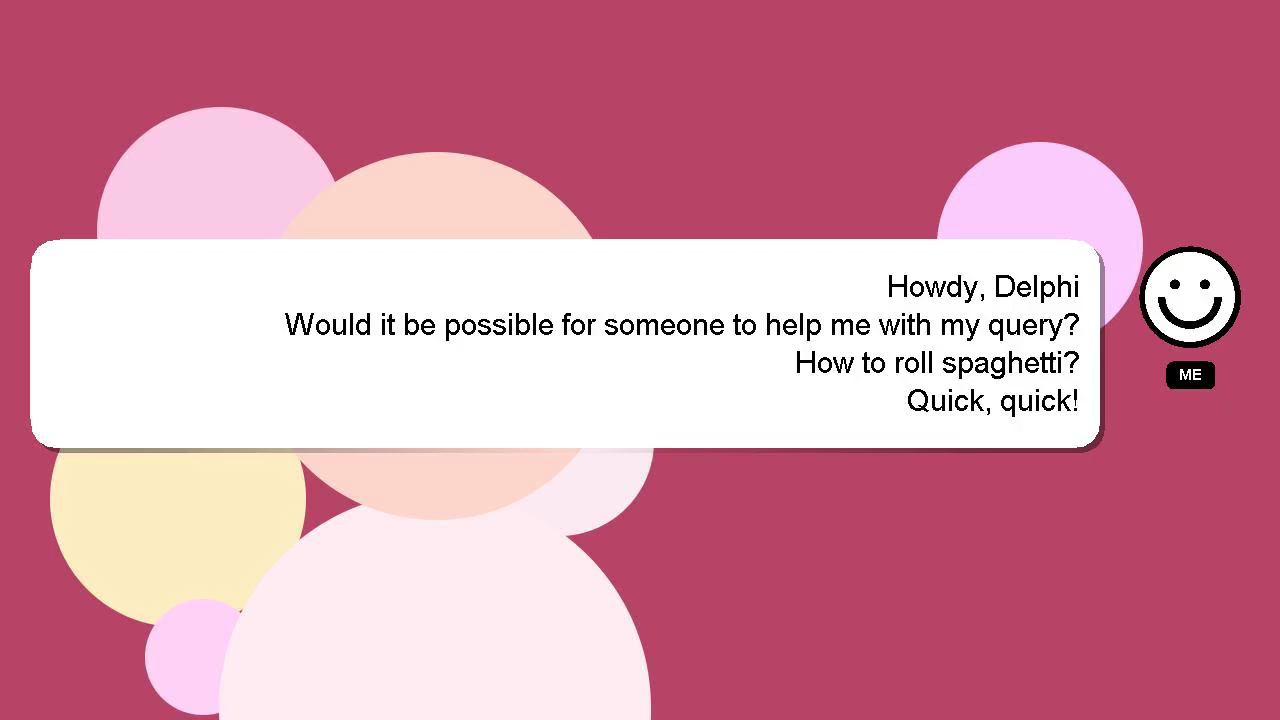 Howdy, Delphi
Would it be possible for someone to help me with my query?
How to roll spaghetti?
Quick, quick!
ME